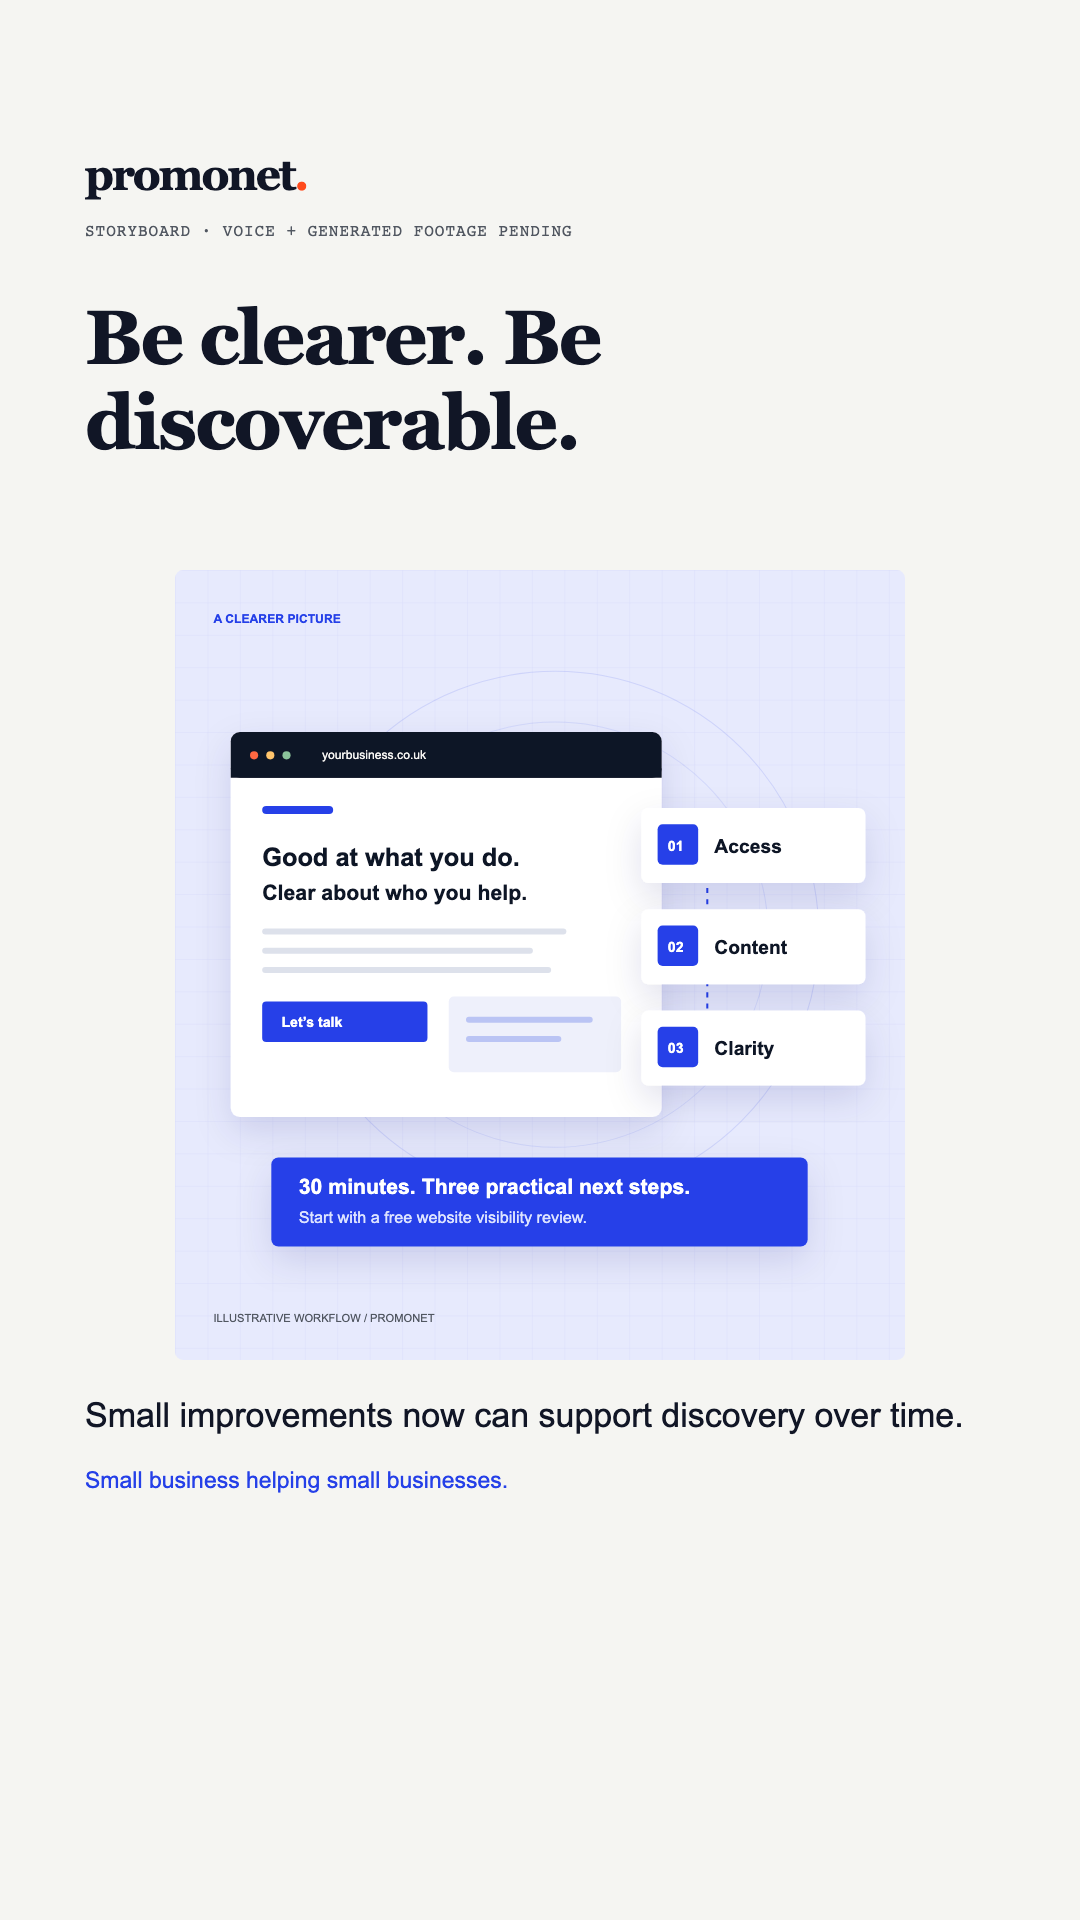 promonet.
STORYBOARD · VOICE + GENERATED FOOTAGE PENDING
Be clearer. Be
discoverable.
A CLEARER PICTURE
yourbusiness.co.uk
Good at what you do.
Clear about who you help.
Let’s talk
01 Access
02 Content
03 Clarity
30 minutes. Three practical next steps.
Start with a free website visibility review.
ILLUSTRATIVE WORKFLOW / PROMONET
Small improvements now can support discovery over time.
Small business helping small businesses.